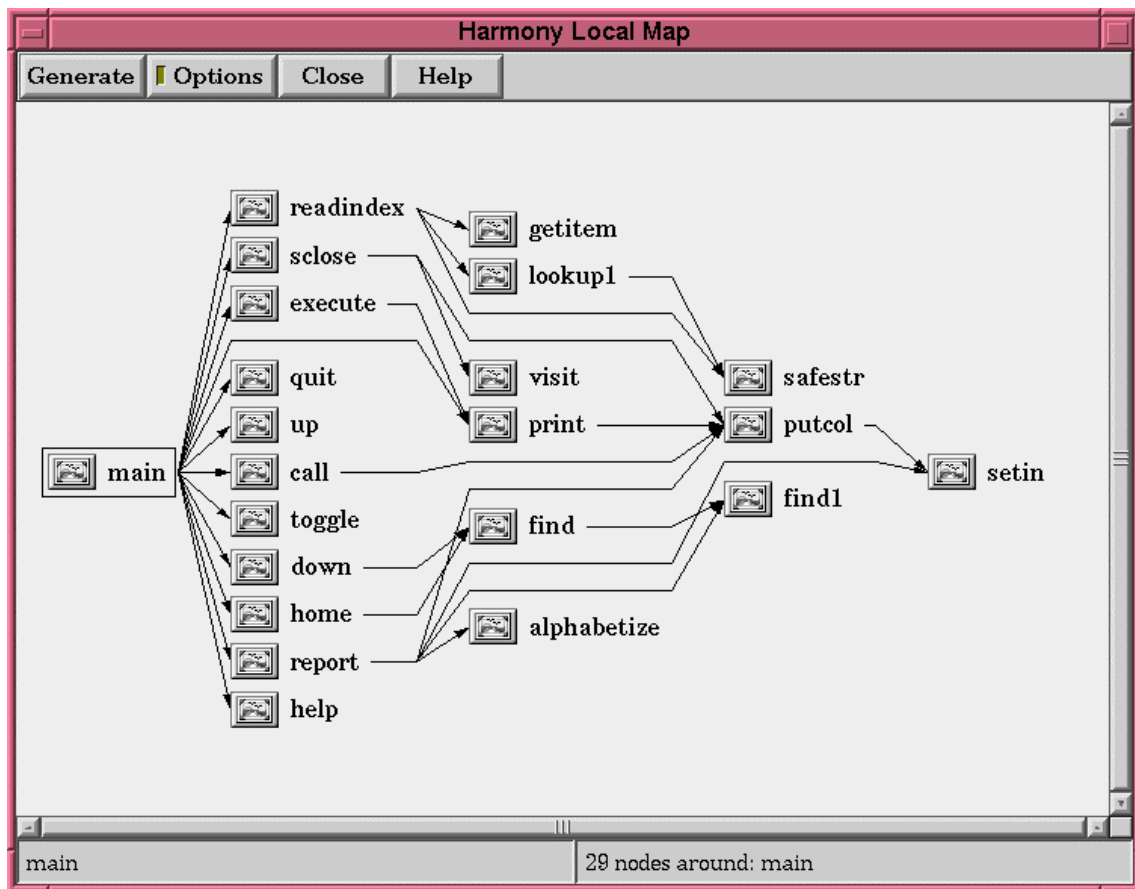 Harmony Local Map
Generate Options Close Help
readindex
getitem
sclose
lookup1
execute
quit
visit
safestr
up
print
putcol
main
call
setin
find1
toggle
find
down
home
alphabetize
report
help
main
29 nodes around: main